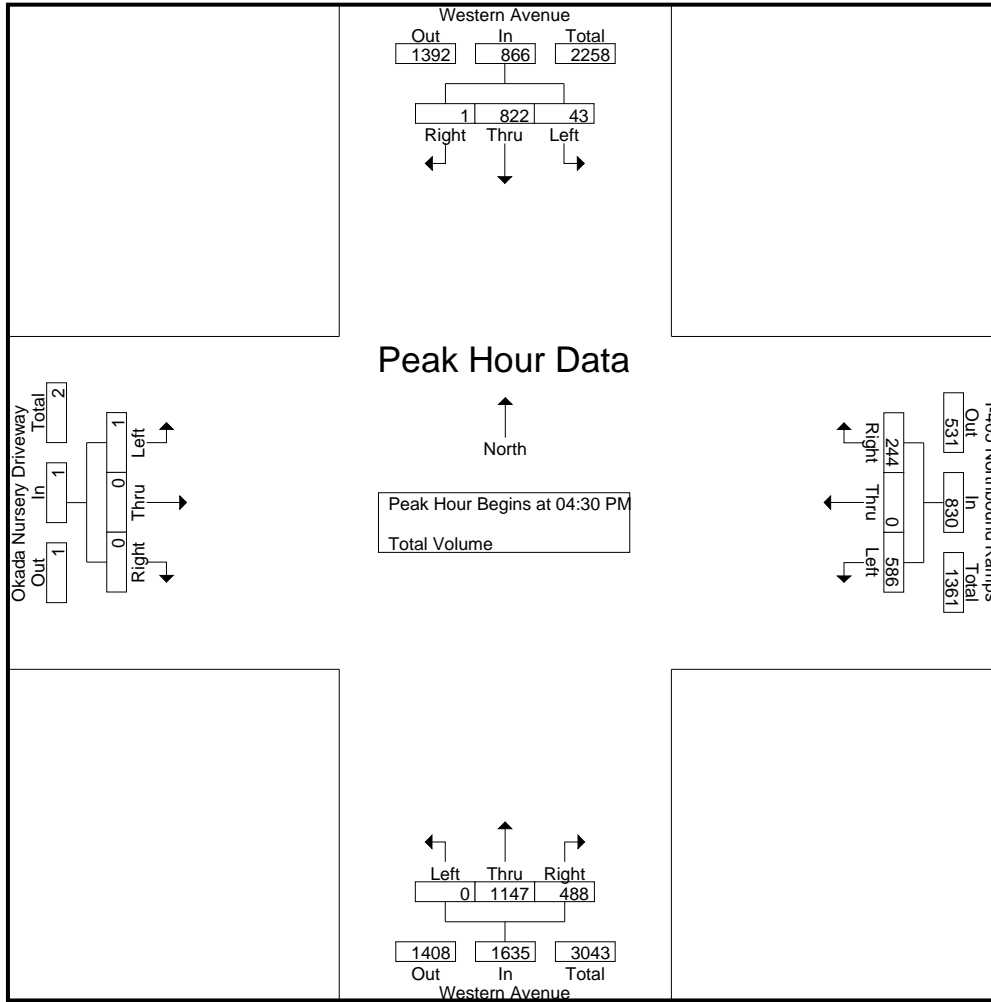 Western Avenue
Out In Total
1392 866 2258
1 822 43
Right Thru Left
Peak Hour Data
North
Peak Hour Begins at 04:30 PM
Total Volume
Okada Nursery Driveway
Total In Out
2 1 1
1 0 0
Left Thru Right
Northbound Ramps
Out In Total
531 830 1361
244 0 586
Right Thru Left
Left Thru Right
0 1147 488
1408 1635 3043
Out In Total
Western Avenue